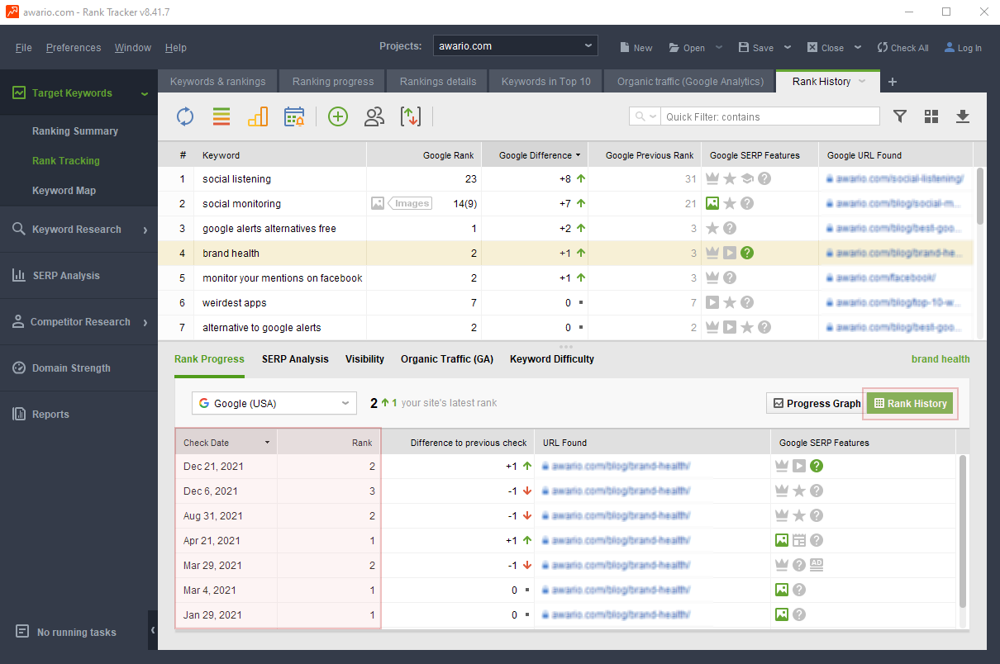 awario.com - Rank Tracker v8.41.7
File Preferences Window Help Projects: awario.com New Open Save Close Check All Log In
Target Keywords
Ranking Summary
Rank Tracking
Keyword Map
Keyword Research
SERP Analysis
Competitor Research
Domain Strength
Reports
No running tasks
Keywords & rankings Ranking progress Rankings details Keywords in Top 10 Organic traffic (Google Analytics) Rank History +
Quick Filter: contains
# Keyword Google Rank Google Difference Google Previous Rank Google SERP Features Google URL Found
1 social listening 23 +8 31 awario.com/social-listening/
2 social monitoring Images 14(9) +7 21 awario.com/blog/social-m...
3 google alerts alternatives free 1 +2 3 awario.com/blog/best-goo...
4 brand health 2 +1 3 awario.com/blog/brand-he...
5 monitor your mentions on facebook 2 +1 3 awario.com/facebook/
6 weirdest apps 7 0 7 awario.com/blog/top-10-w...
7 alternative to google alerts 2 0 2 awario.com/blog/best-goo...
Rank Progress SERP Analysis Visibility Organic Traffic (GA) Keyword Difficulty brand health
Google (USA) 2 1 your site's latest rank Progress Graph Rank History
Check Date Rank Difference to previous check URL Found Google SERP Features
Dec 21, 2021 2 +1 awario.com/blog/brand-health/
Dec 6, 2021 3 -1 awario.com/blog/brand-health/
Aug 31, 2021 2 -1 awario.com/blog/brand-health/
Apr 21, 2021 1 +1 awario.com/blog/brand-health/
Mar 29, 2021 2 -1 awario.com/blog/brand-health/ AD
Mar 4, 2021 1 0 awario.com/blog/brand-health/
Jan 29, 2021 1 0 awario.com/blog/brand-health/